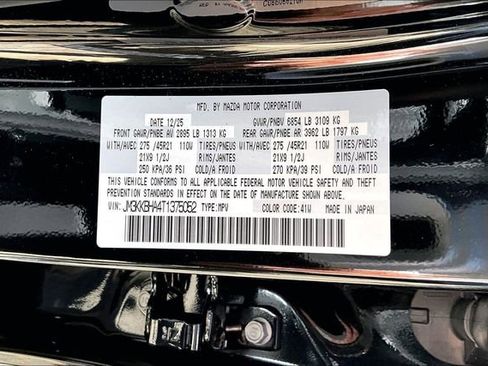 MFD. BY MAZDA MOTOR CORPORATION
DATE 12/25 GVWR/PNBV 6854 LB 3109 KG
FRONT GAWR/PNBE AV 2895 LB 1313 KG REAR GAWR/PNBE AR 3962 LB 1797 KG
WITH/AVEC 275 /45R21 110W TIRES/PNEUS WITH/AVEC 275 /45R21 110W TIRES/PNEUS
21X9 1/2J RIMS/JANTES 21X9 1/2J RIMS/JANTES
250 KPA/36 PSI COLD/A FROID 270 KPA/39 PSI COLD/A FROID
THIS VEHICLE CONFORMS TO ALL APPLICABLE FEDERAL MOTOR VEHICLE SAFETY AND THEFT
PREVENTION STANDARDS IN EFFECT ON THE DATE OF MANUFACTURE SHOWN ABOVE.
VIN: JM3KKBHA4T1375052 TYPE:MPV COLOR CODE:41W MADE IN JAPAN